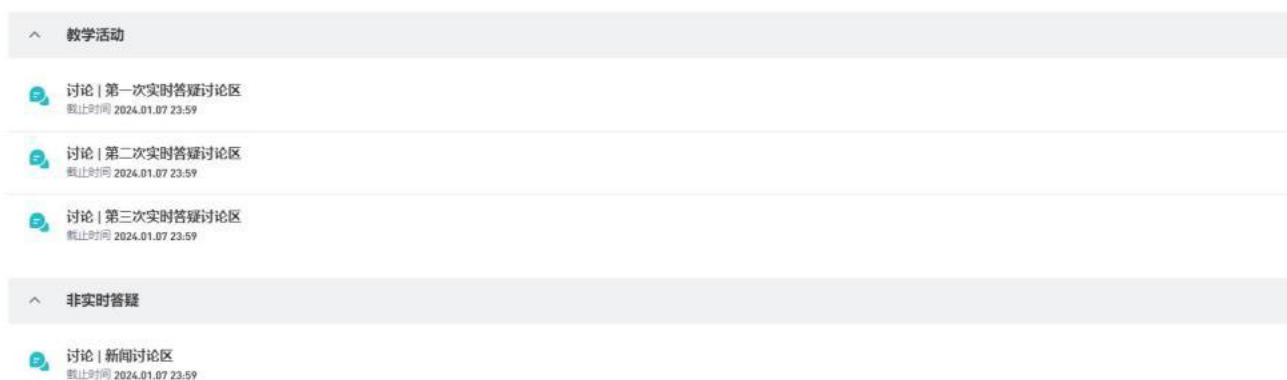 教学活动
讨论 | 第一次实时答疑讨论区
截止时间 2024.01.07 23:59
讨论 | 第二次实时答疑讨论区
截止时间 2024.01.07 23:59
讨论 | 第三次实时答疑讨论区
截止时间 2024.01.07 23:59
非实时答疑
讨论 | 新闻讨论区
截止时间 2024.01.07 23:59